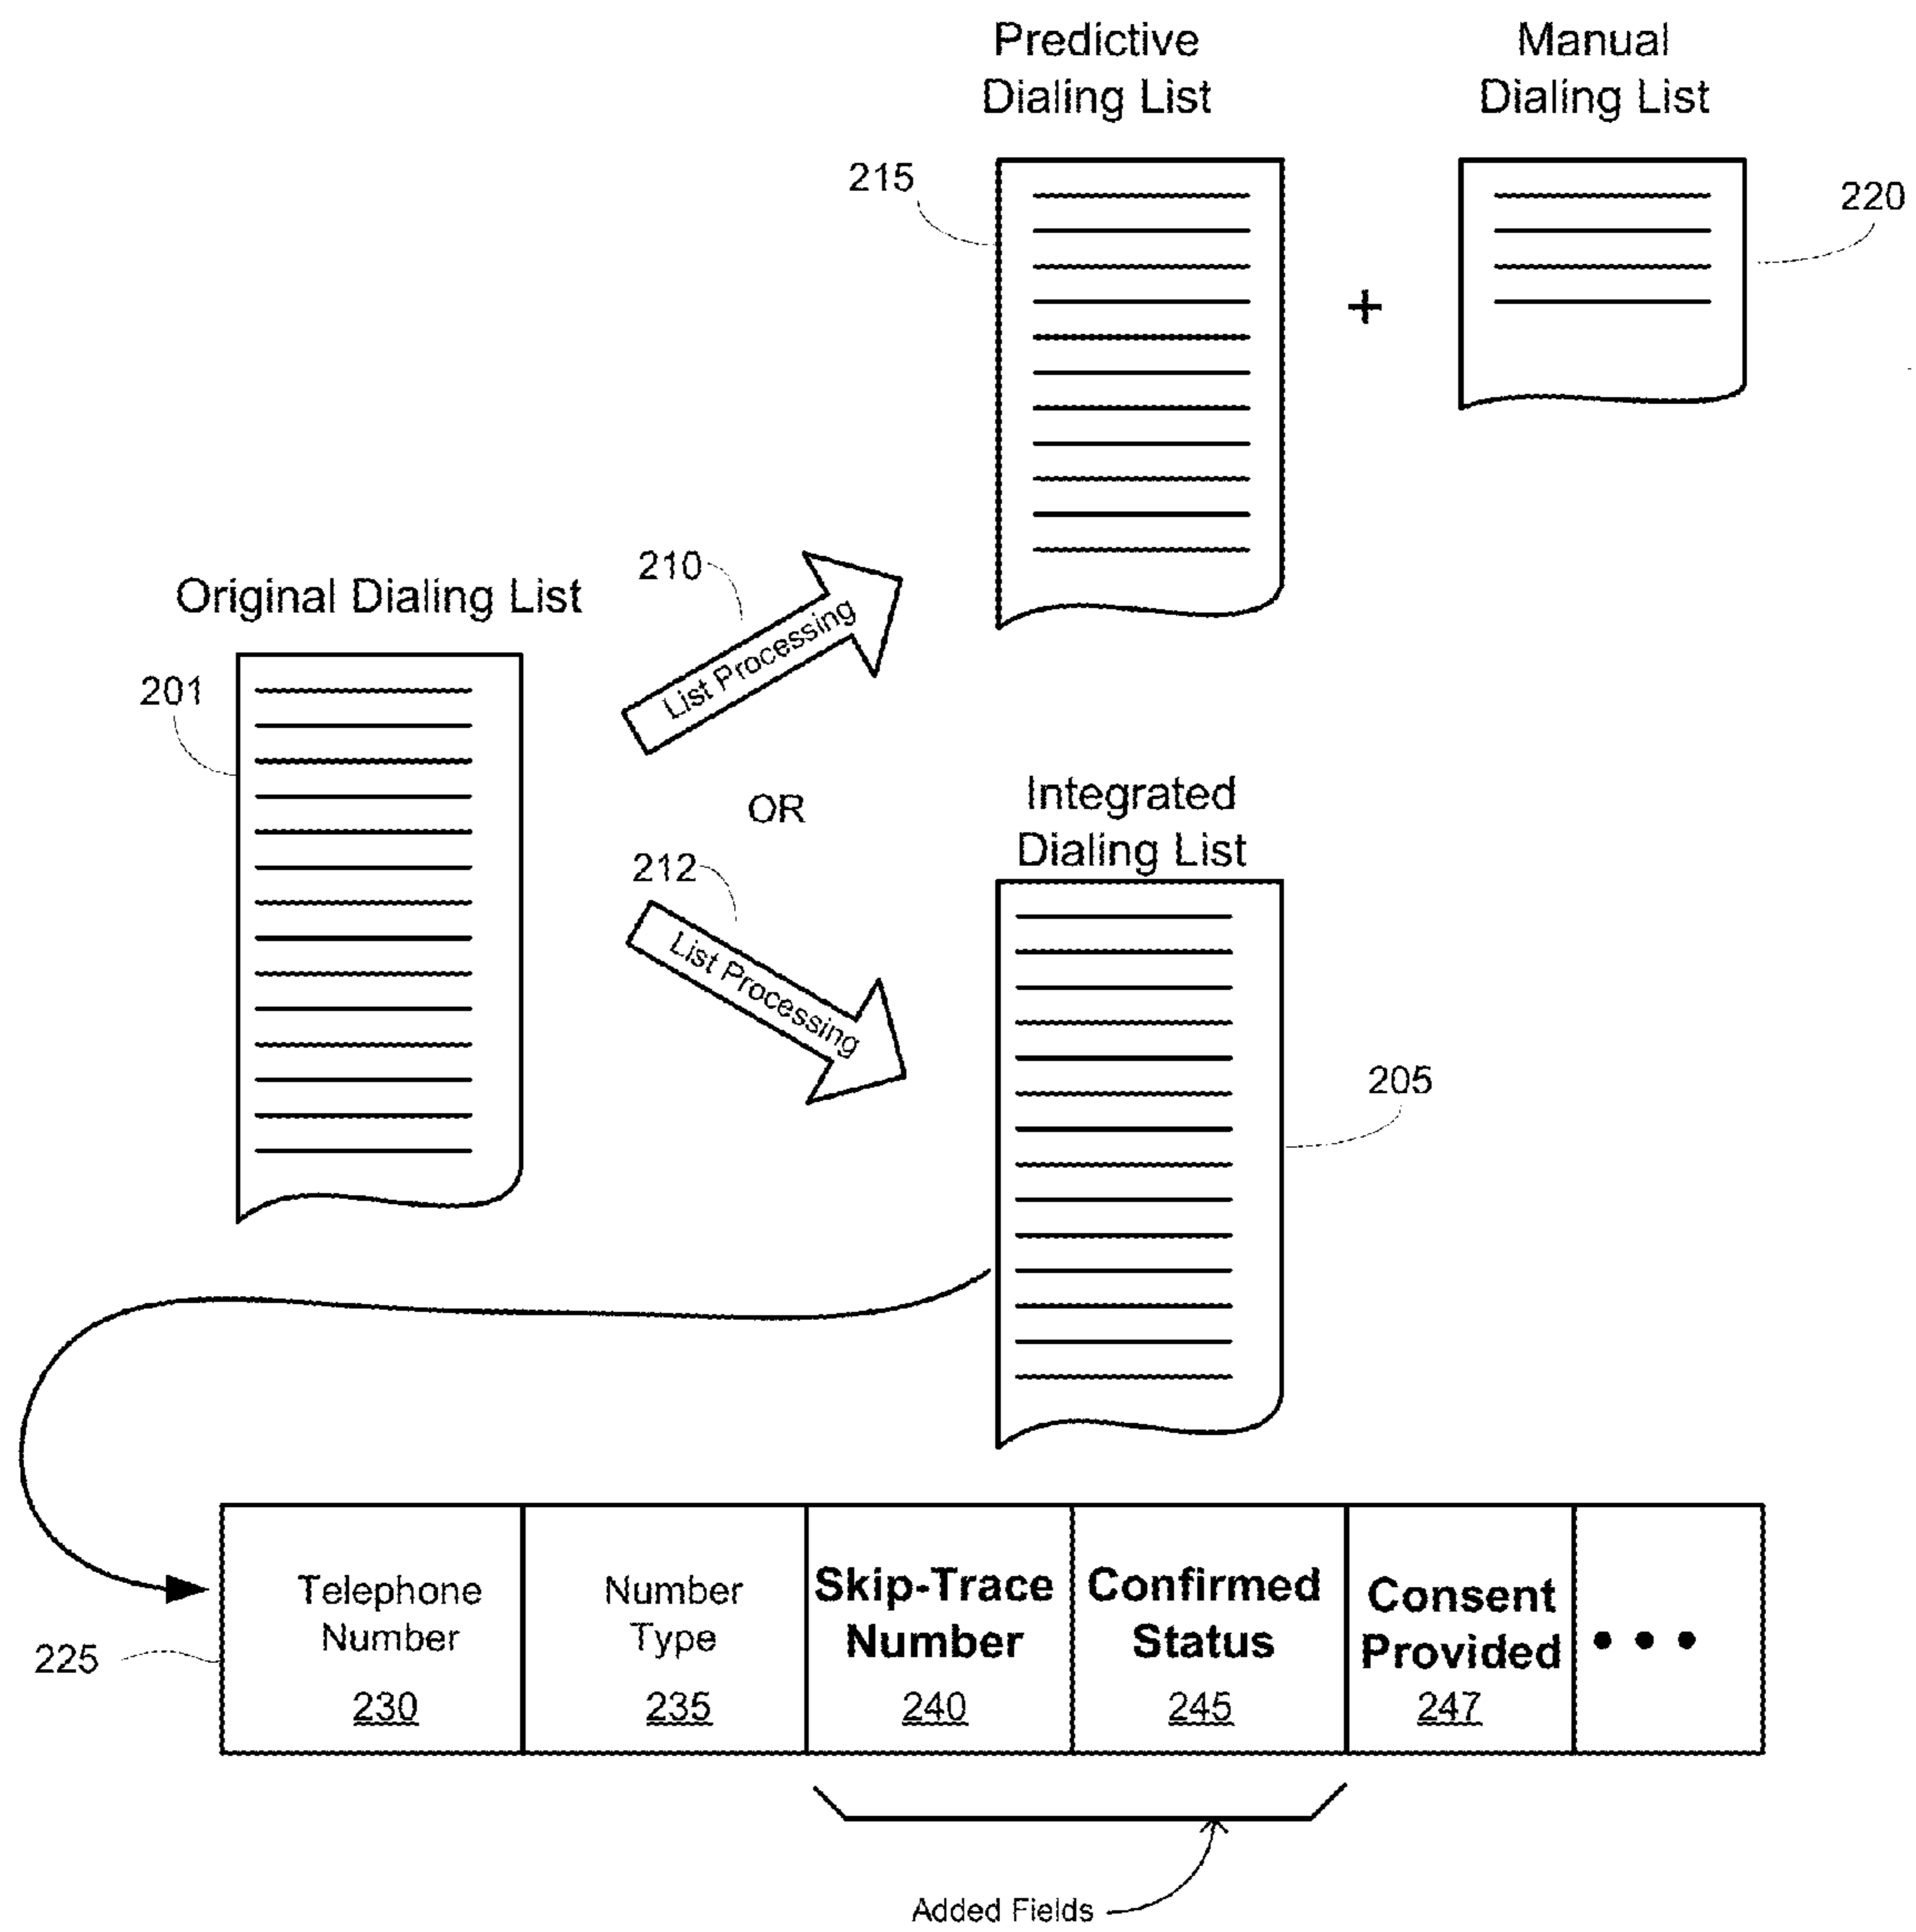 Predictive
Dialing List
Manual
Dialing List
215
220
+
210
List Processing
Original Dialing List
201
OR
Integrated
Dialing List
212
List Processing
205
Telephone
Number
230
Number
Type
235
Skip-Trace
Number
240
Confirmed
Status
245
Consent
Provided
247
• • •
225
Added Fields